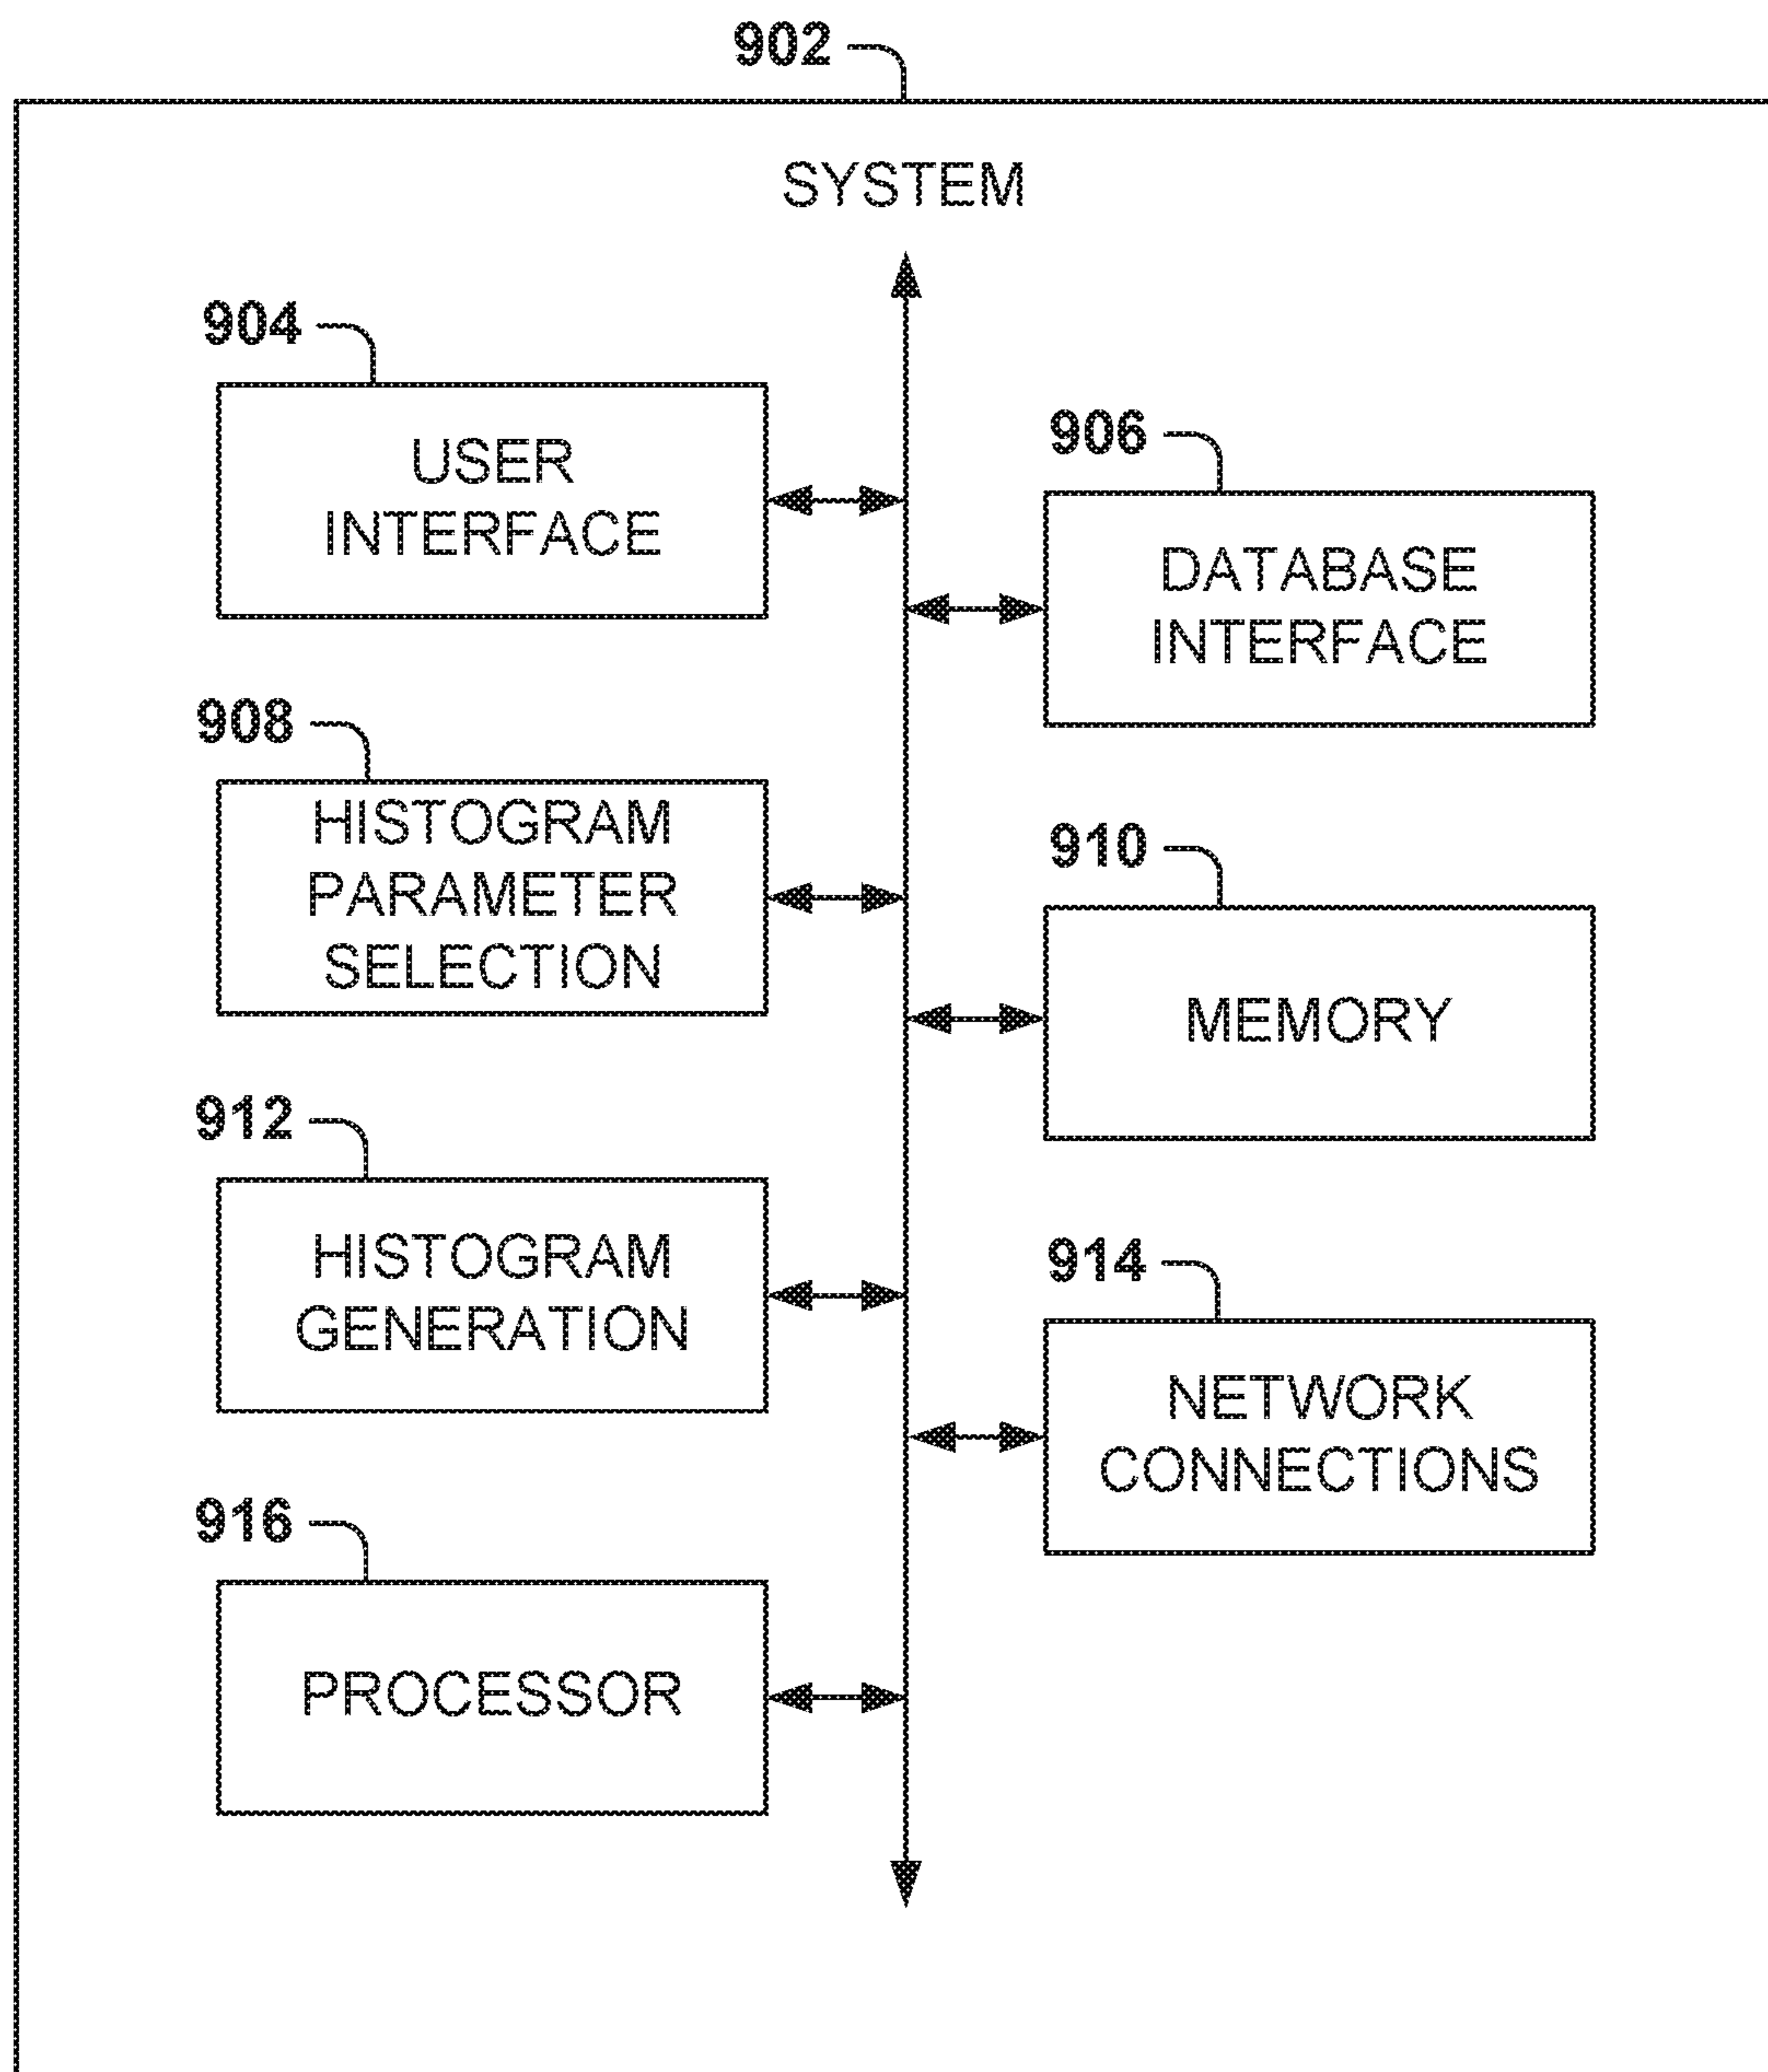 902
SYSTEM
904
USER
INTERFACE
906
DATABASE
INTERFACE
908
HISTOGRAM
PARAMETER
SELECTION
910
MEMORY
912
HISTOGRAM
GENERATION
914
NETWORK
CONNECTIONS
916
PROCESSOR